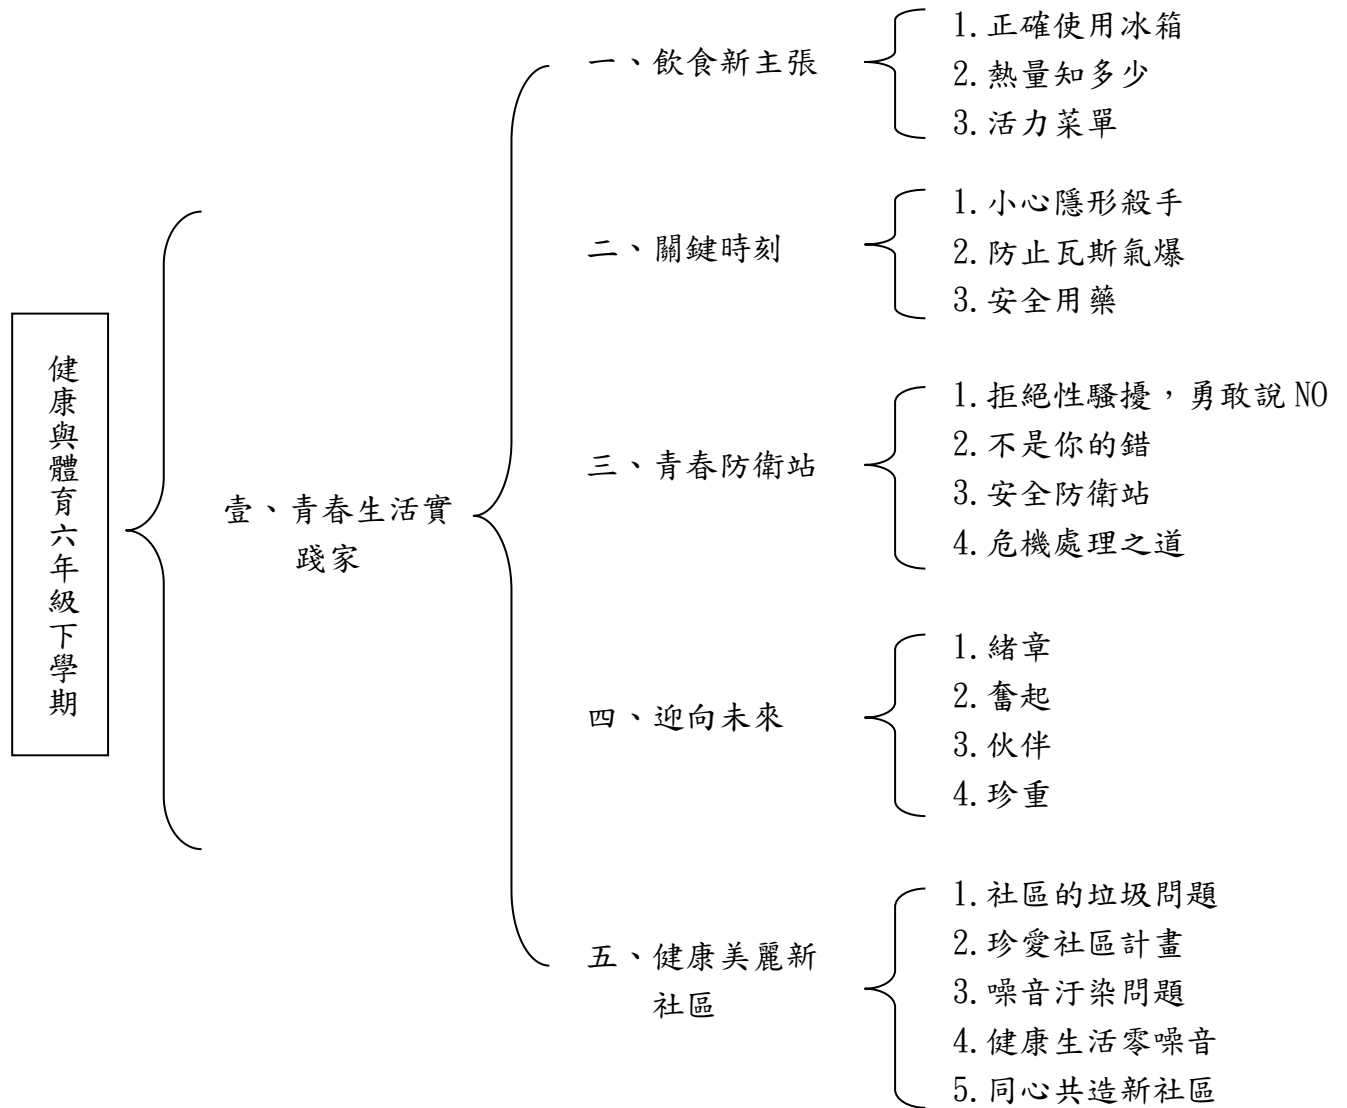 健康與體育六年級下學期
壹、青春生活實
踐家
一、飲食新主張
1.正確使用冰箱
2.熱量知多少
3.活力菜單
二、關鍵時刻
1.小心隱形殺手
2.防止瓦斯氣爆
3.安全用藥
三、青春防衛站
1.拒絕性騷擾，勇敢說 NO
2.不是你的錯
3.安全防衛站
4.危機處理之道
四、迎向未來
1.緒章
2.奮起
3.伙伴
4.珍重
五、健康美麗新
社區
1.社區的垃圾問題
2.珍愛社區計畫
3.噪音汙染問題
4.健康生活零噪音
5.同心共造新社區